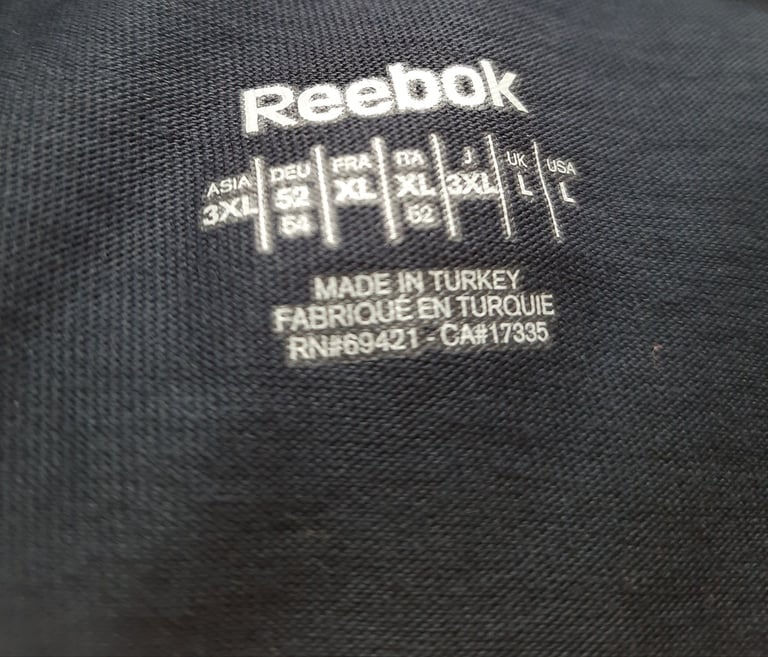 Reebok
ASIA DEU FRA ITA J UK USA
3XL 52 XL XL 3XL L L
54 52
MADE IN TURKEY
FABRIQUÉ EN TURQUIE
RN#69421 - CA#17335